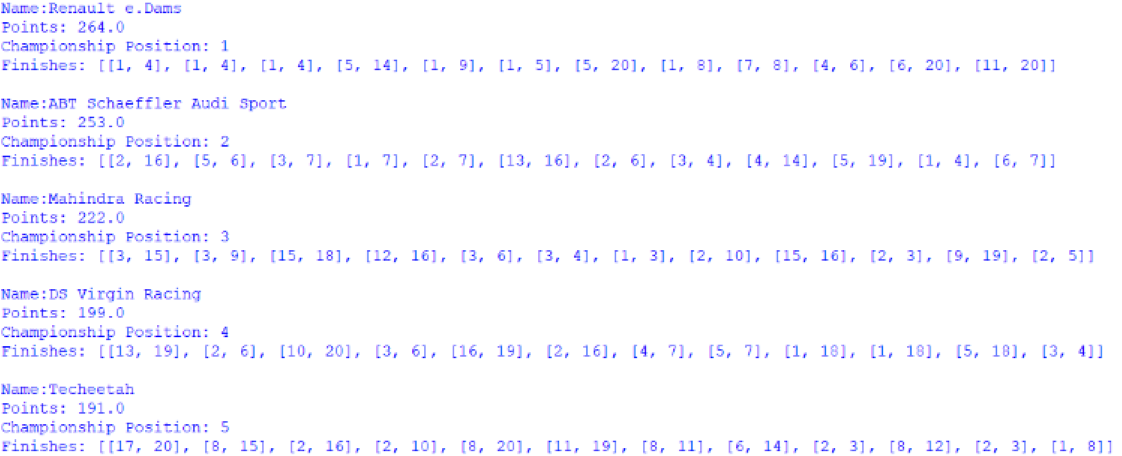 Name:Renault e.Dams
Points: 264.0
Championship Position: 1
Finishes: [[1, 4], [1, 4], [1, 4], [5, 14], [1, 9], [1, 5], [5, 20], [1, 8], [7, 8], [4, 6], [6, 20], [11, 20]]
Name:ABT Schaeffler Audi Sport
Points: 253.0
Championship Position: 2
Finishes: [[2, 16], [5, 6], [3, 7], [1, 7], [2, 7], [13, 16], [2, 6], [3, 4], [4, 14], [5, 19], [1, 4], [6, 7]]
Name:Mahindra Racing
Points: 222.0
Championship Position: 3
Finishes: [[3, 15], [3, 9], [15, 18], [12, 16], [3, 6], [3, 4], [1, 3], [2, 10], [15, 16], [2, 3], [9, 19], [2, 5]]
Name:DS Virgin Racing
Points: 199.0
Championship Position: 4
Finishes: [[13, 19], [2, 6], [10, 20], [3, 6], [16, 19], [2, 16], [4, 7], [5, 7], [1, 18], [1, 18], [5, 18], [3, 4]]
Name:Techeetah
Points: 191.0
Championship Position: 5
Finishes: [[17, 20], [8, 15], [2, 16], [2, 10], [8, 20], [11, 19], [8, 11], [6, 14], [2, 3], [8, 12], [2, 3], [1, 8]]